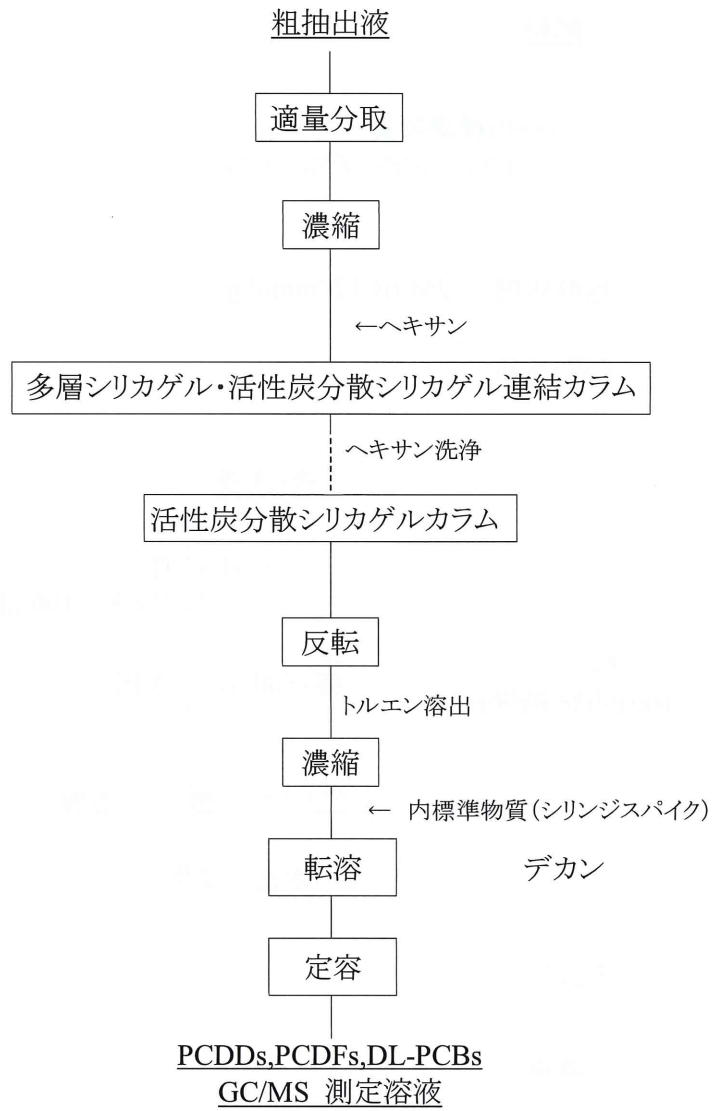 粗抽出液
適量分取
濃縮
←ヘキサン
多層シリカゲル・活性炭分散シリカゲル連結カラム
ヘキサン洗浄
活性炭分散シリカゲルカラム
反転
トルエン溶出
濃縮
← 内標準物質(シリンジスパイク)
転溶 デカン
定容
PCDDs,PCDFs,DL-PCBs
GC/MS 測定溶液